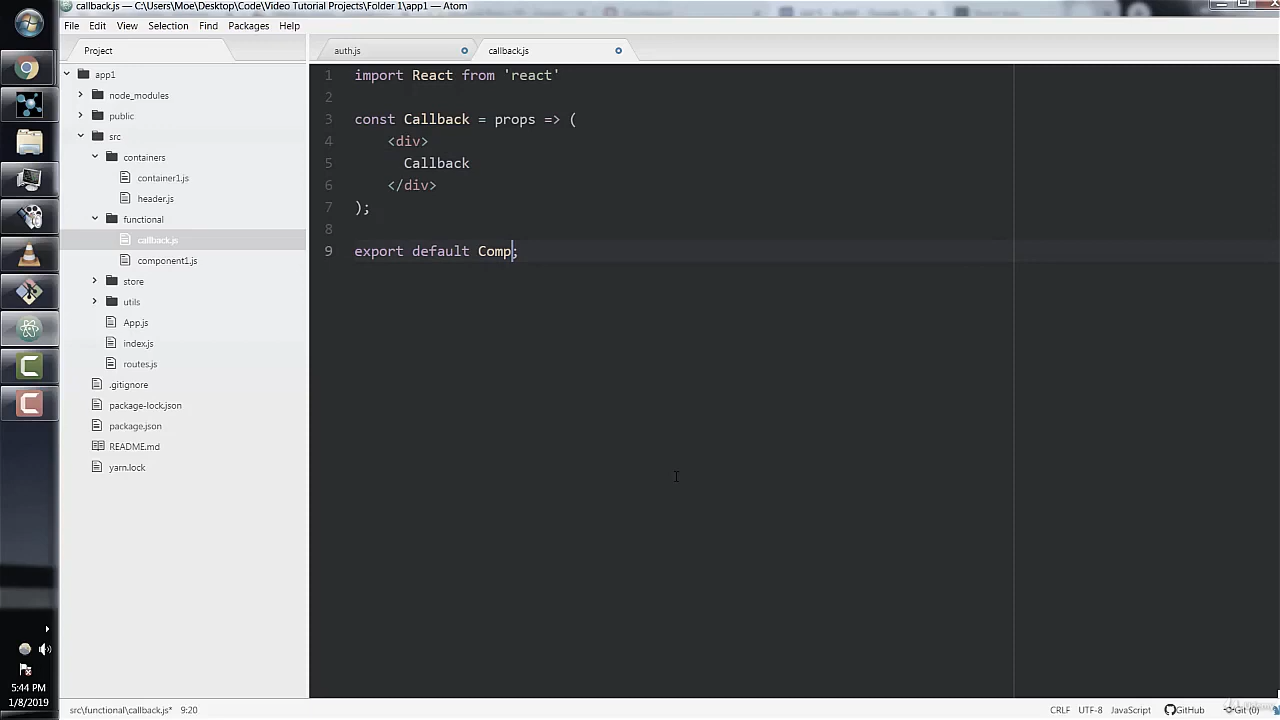 callback.js — C:\Users\Moe\Desktop\Code\Video Tutorial Projects\Folder 1\app1 — Atom
File Edit View Selection Find Packages Help
Project
auth.js
callback.js
app1
node_modules
public
src
containers
container1.js
header.js
functional
callback.js
component1.js
store
utils
App.js
index.js
routes.js
.gitignore
package-lock.json
package.json
README.md
yarn.lock
1 import React from 'react'
2
3 const Callback = props => (
4 <div>
5 Callback
6 </div>
7 );
8
9 export default Comp;
5:44 PM
1/8/2019
src\functional\callback.js* 9:20
CRLF UTF-8 JavaScript GitHub Git (0)